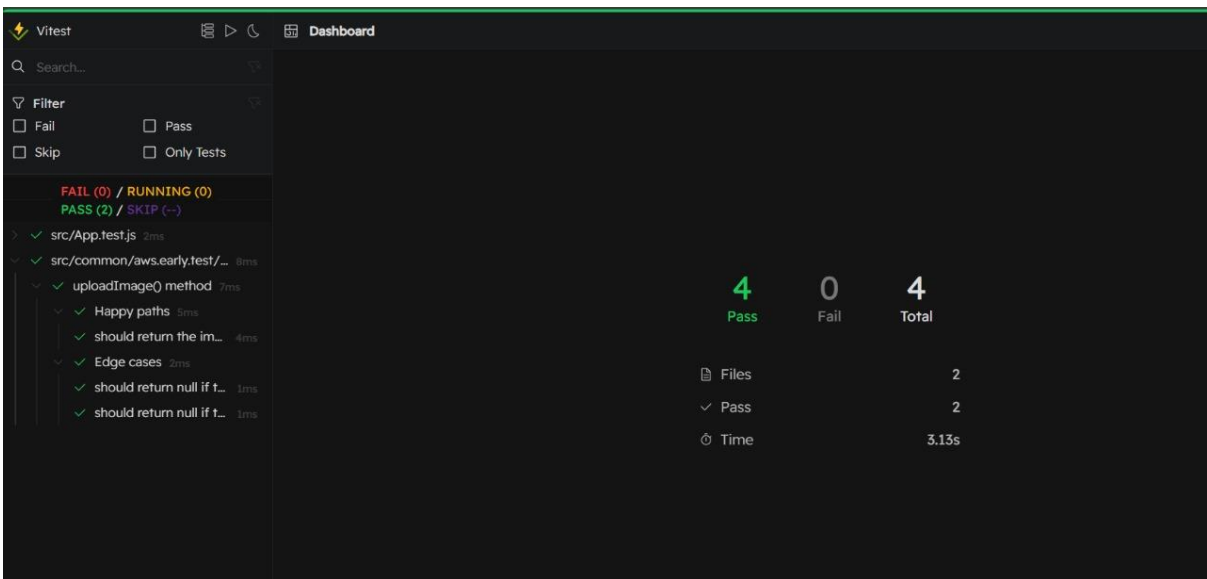 Vitest
Dashboard
Search...
Filter
Fail Pass
Skip Only Tests
FAIL (0) / RUNNING (0)
PASS (2) / SKIP (--)
src/App.test.js 2ms
src/common/aws.early.test/... 8ms
uploadImage() method 7ms
Happy paths 5ms
should return the im... 4ms
Edge cases 2ms
should return null if t... 1ms
should return null if t... 1ms
4 0 4
Pass Fail Total
Files 2
Pass 2
Time 3.13s